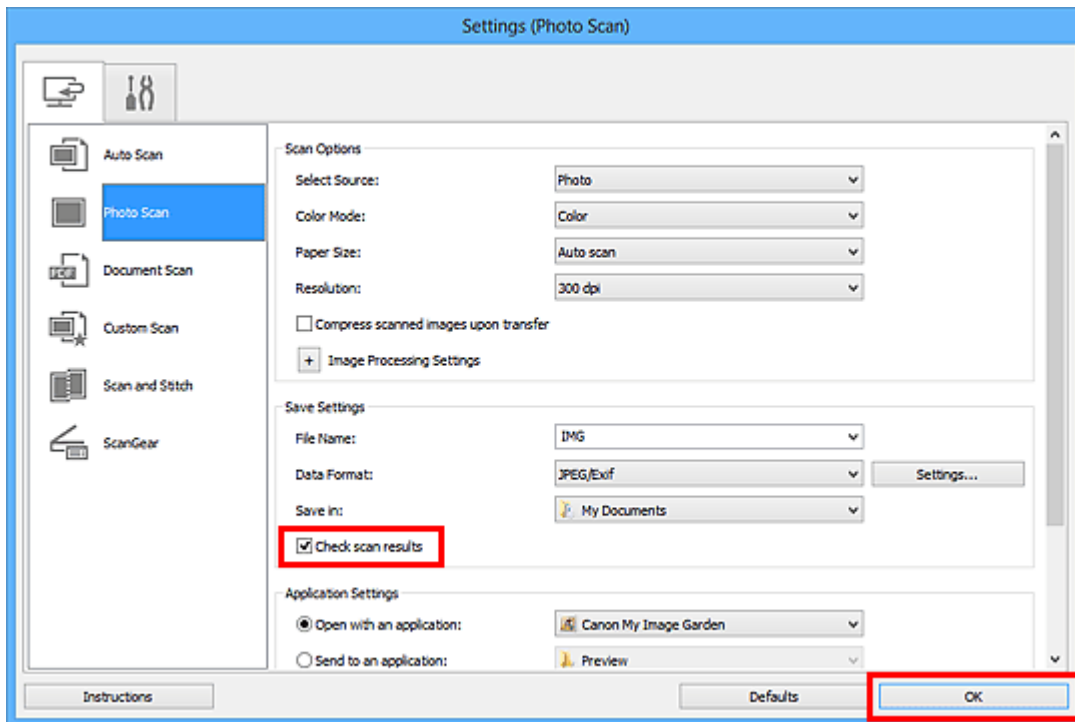 Settings (Photo Scan)
Auto Scan
Photo Scan
Document Scan
Custom Scan
Scan and Stitch
ScanGear
Scan Options
Select Source: Photo
Color Mode: Color
Paper Size: Auto scan
Resolution: 300 dpi
Compress scanned images upon transfer
+ Image Processing Settings
Save Settings
File Name: IMG
Data Format: JPEG/Exif Settings...
Save in: My Documents
Check scan results
Application Settings
Open with an application: Canon My Image Garden
Send to an application: Preview
Instructions Defaults OK